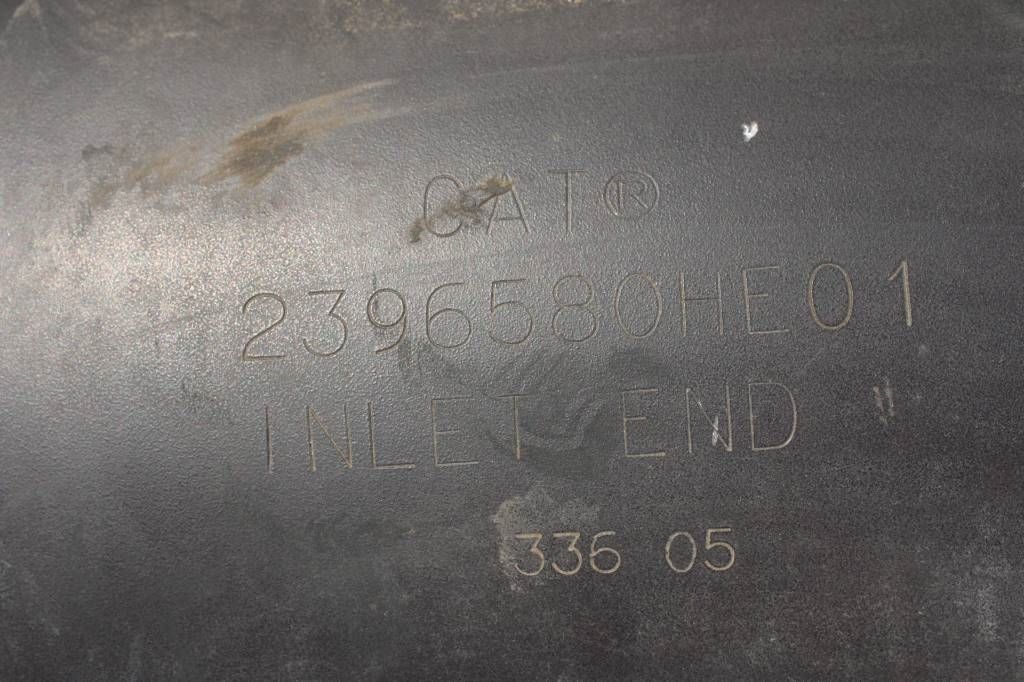 CAT®
2396580HE01
INLET END
336 05